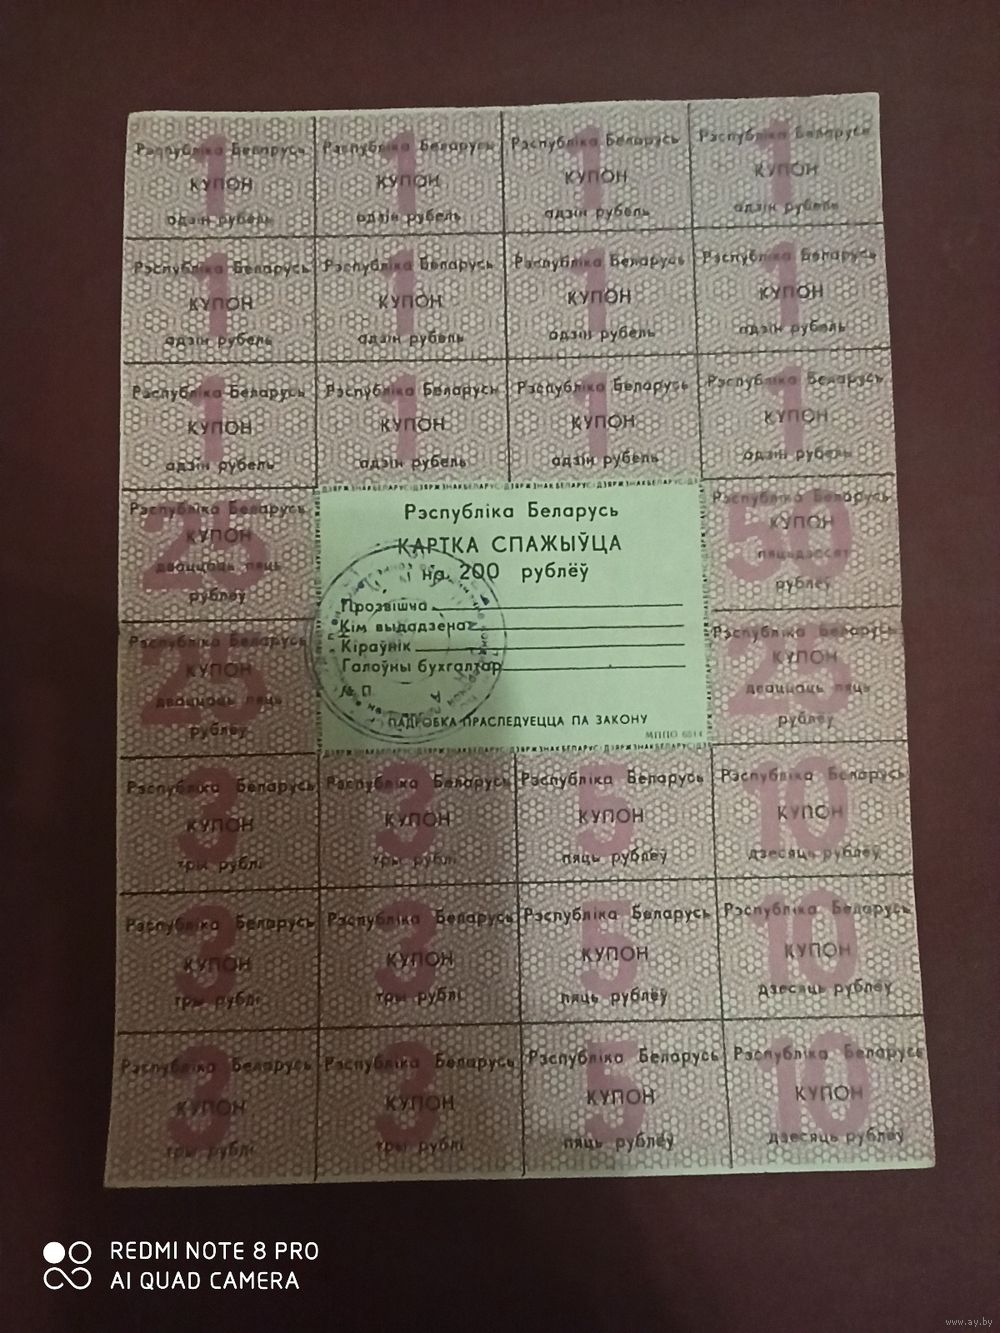 Рэспубліка Беларусь
КУПОН
адзін рубель
Рэспубліка Беларусь
КУПОН
адзін рубель
Рэспубліка Беларусь
КУПОН
адзін рубель
Рэспубліка Беларусь
КУПОН
адзін рубель
1
1
1
1
Рэспубліка Беларусь
КУПОН
адзін рубель
Рэспубліка Беларусь
КУПОН
адзін рубель
Рэспубліка Беларусь
КУПОН
адзін рубель
Рэспубліка Беларусь
КУПОН
адзін рубель
1
1
1
1
Рэспубліка Беларусь
КУПОН
адзін рубель
Рэспубліка Беларусь
КУПОН
адзін рубель
Рэспубліка Беларусь
КУПОН
адзін рубель
Рэспубліка Беларусь
КУПОН
адзін рубель
1
1
1
1
Рэспубліка Беларусь
КУПОН
дваццаць пяць
рублёў
25
ДЗЯРЖЗНАКБЕЛАРУСЬ
Рэспубліка Беларусь
КАРТКА СПАЖЫЎЦА
на 200 рублёў
Прозвішча
Кім выдадзена
Кіраўнік
Галоўны бухгалтар
М. П.
ПАДРОБКА ПРАСЛЕДУЕЦЦА ПА ЗАКОНУ
МППО
ДЗЯРЖЗНАКБЕЛАРУСЬ
Рэспубліка Беларусь
КУПОН
пяцьдзесят
рублёў
50
Рэспубліка Беларусь
КУПОН
дваццаць пяць
рублёў
25
Рэспубліка Беларусь
КУПОН
дваццаць пяць
рублёў
25
Рэспубліка Беларусь
КУПОН
тры рублі
3
Рэспубліка Беларусь
КУПОН
тры рублі
3
Рэспубліка Беларусь
КУПОН
пяць рублёў
5
Рэспубліка Беларусь
КУПОН
дзесяць рублёў
10
Рэспубліка Беларусь
КУПОН
тры рублі
3
Рэспубліка Беларусь
КУПОН
тры рублі
3
Рэспубліка Беларусь
КУПОН
пяць рублёў
5
Рэспубліка Беларусь
КУПОН
дзесяць рублёў
10
Рэспубліка Беларусь
КУПОН
тры рублі
3
Рэспубліка Беларусь
КУПОН
тры рублі
3
Рэспубліка Беларусь
КУПОН
пяць рублёў
5
Рэспубліка Беларусь
КУПОН
дзесяць рублёў
10
REDMI NOTE 8 PRO
AI QUAD CAMERA
www.ay.by